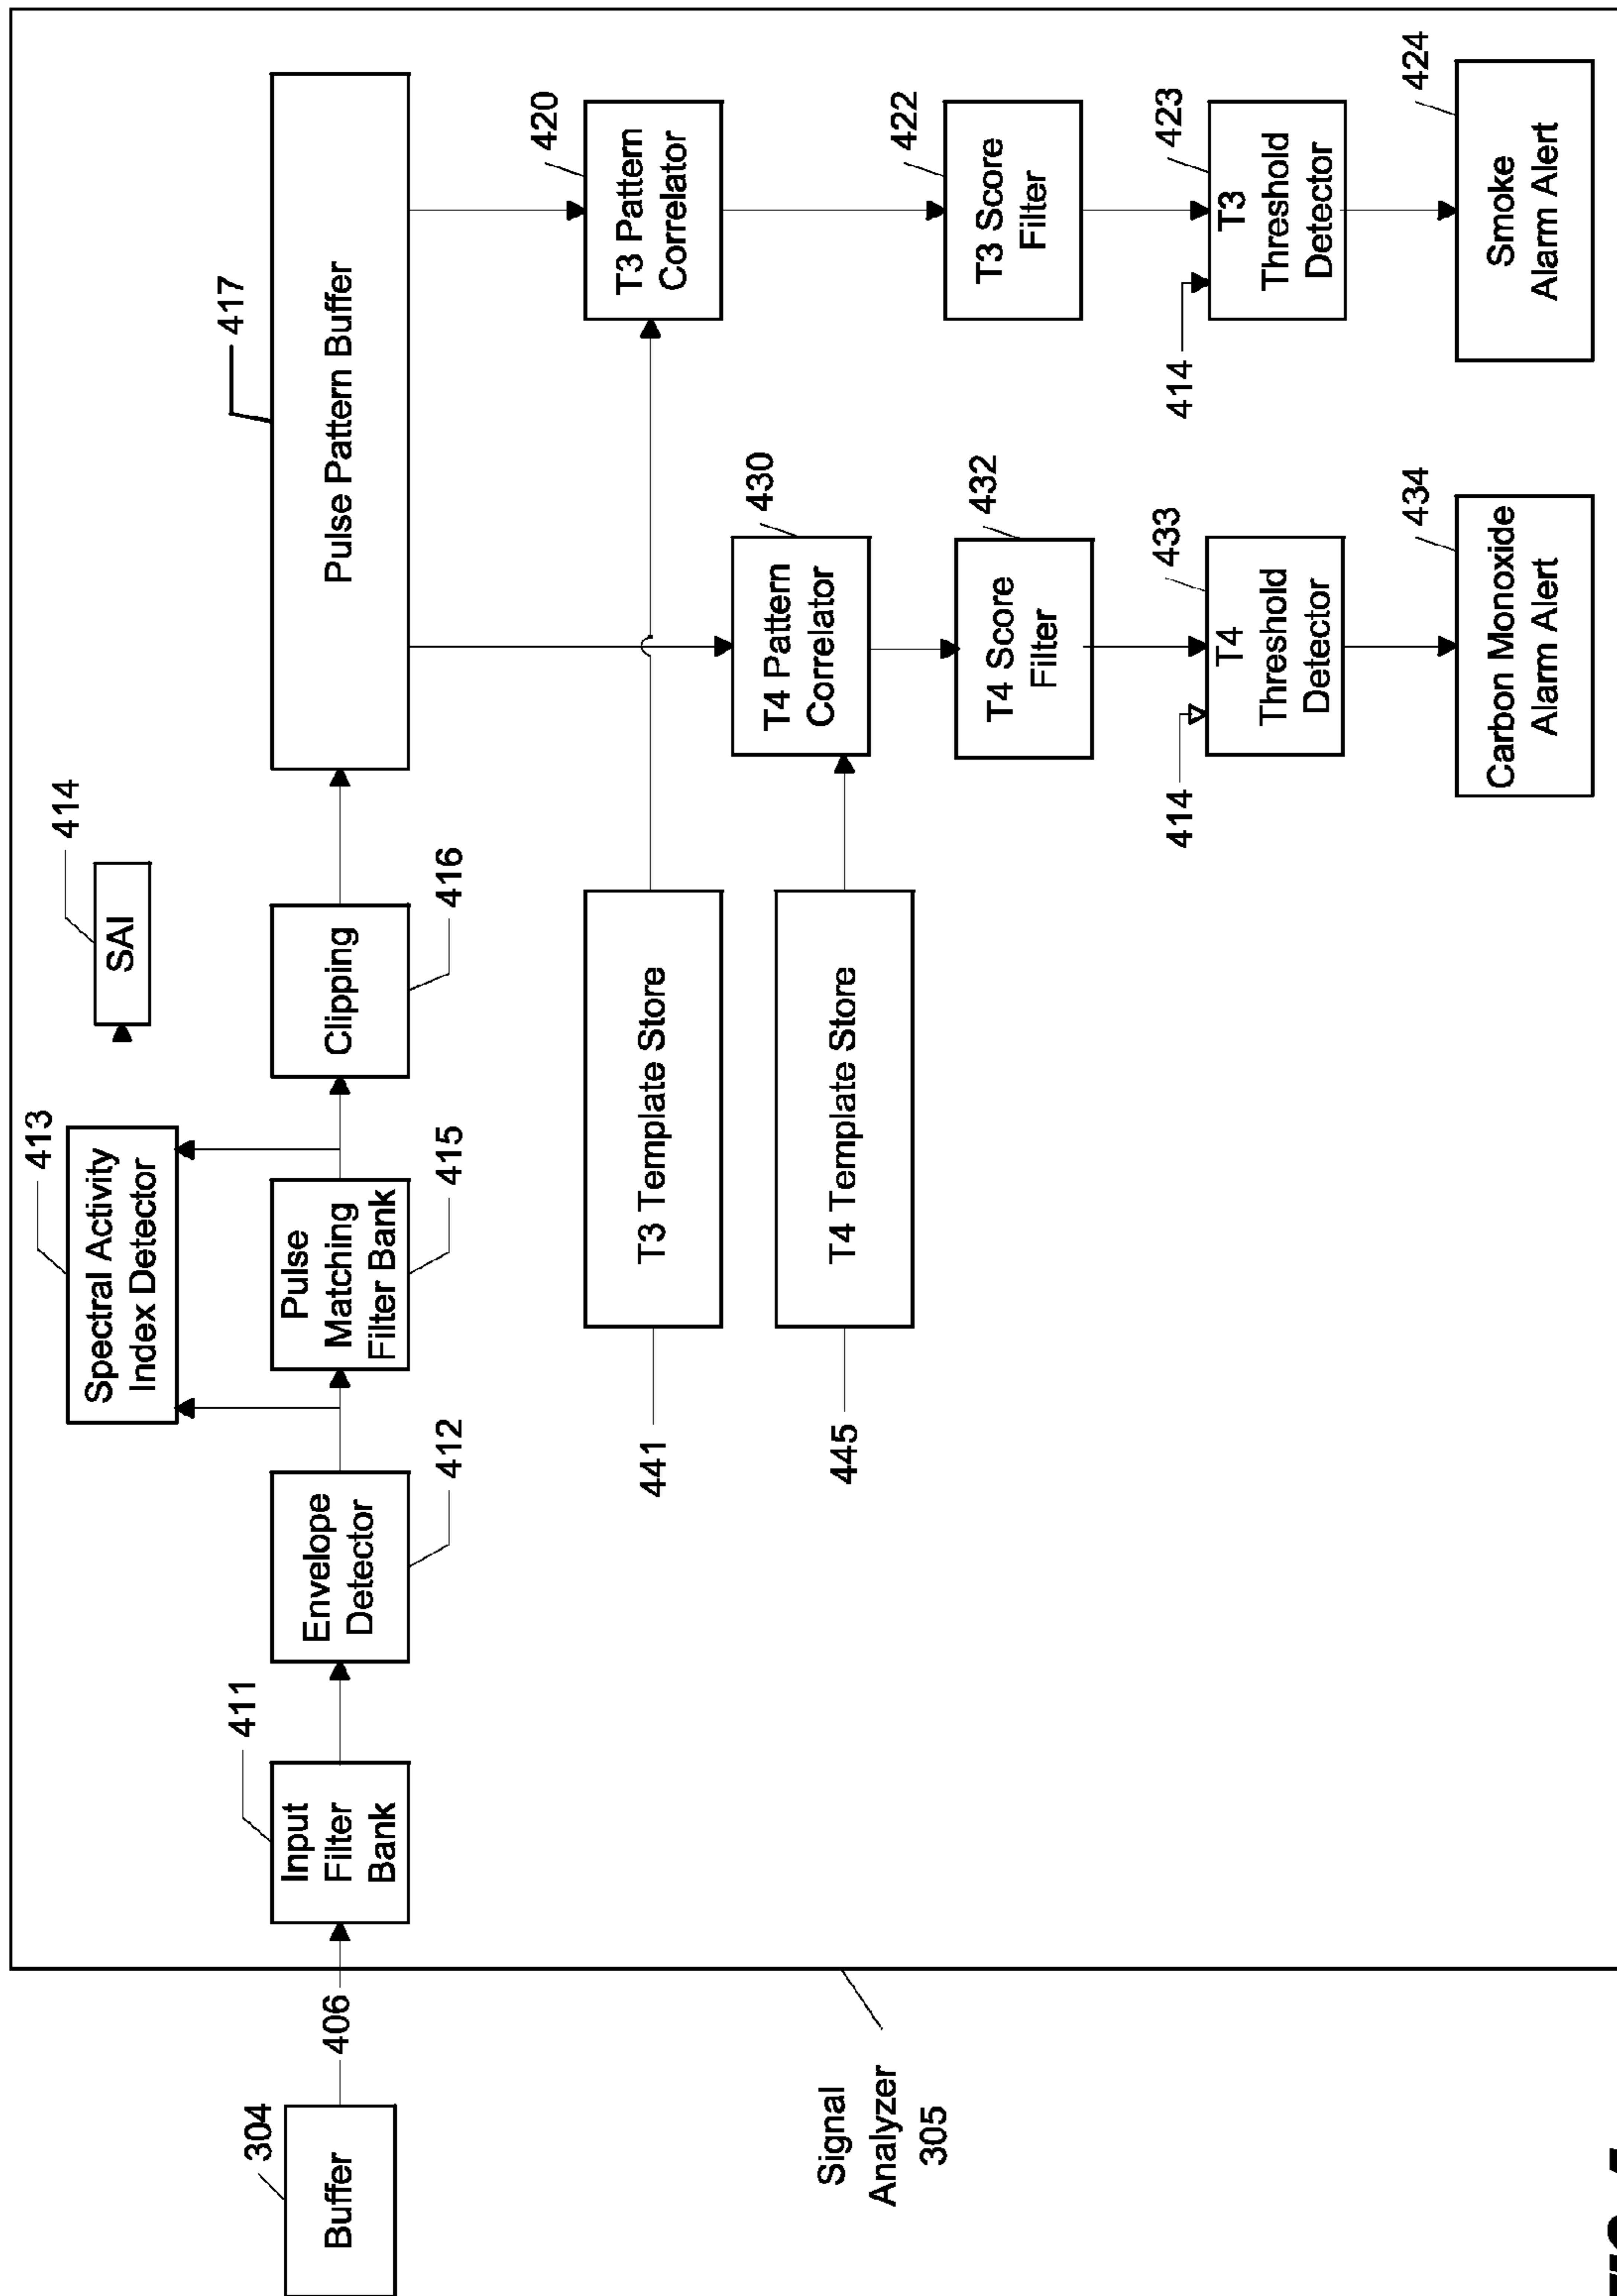 304
Buffer
406
Signal
Analyzer
305
411
Input
Filter
Bank
Envelope
Detector
412
413
Spectral Activity
Index Detector
Pulse
Matching
Filter Bank
415
414
SAI
Clipping
416
417
Pulse Pattern Buffer
441
T3 Template Store
445
T4 Template Store
420
T3 Pattern
Correlator
430
T4 Pattern
Correlator
422
T3 Score
Filter
432
T4 Score
Filter
414
423
T3
Threshold
Detector
414
433
T4
Threshold
Detector
424
Smoke
Alarm Alert
434
Carbon Monoxide
Alarm Alert